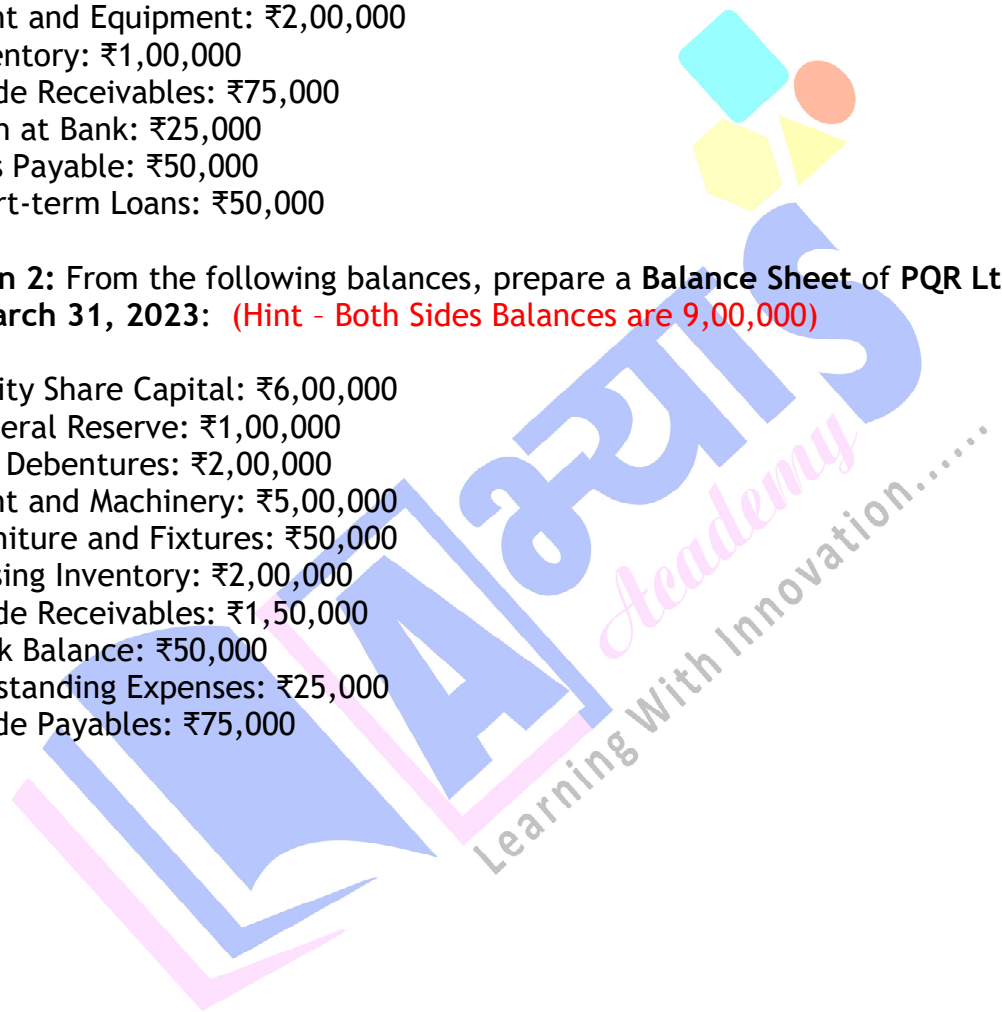 nt and Equipment: ₹2,00,000
entory: ₹1,00,000
de Receivables: ₹75,000
h at Bank: ₹25,000
s Payable: ₹50,000
rt-term Loans: ₹50,000
n 2: From the following balances, prepare a Balance Sheet of PQR Lt
arch 31, 2023: (Hint – Both Sides Balances are 9,00,000)
ity Share Capital: ₹6,00,000
eral Reserve: ₹1,00,000
Debentures: ₹2,00,000
nt and Machinery: ₹5,00,000
niture and Fixtures: ₹50,000
sing Inventory: ₹2,00,000
de Receivables: ₹1,50,000
k Balance: ₹50,000
standing Expenses: ₹25,000
de Payables: ₹75,000
Aभ्यास
Academy
Learning With Innovation......